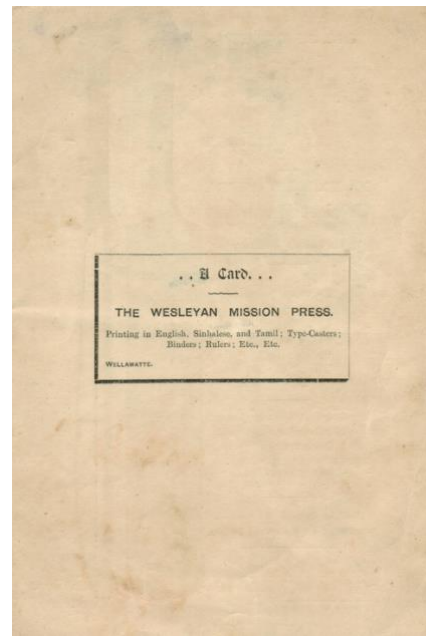 . . A Card. . .
THE WESLEYAN MISSION PRESS.
Printing in English, Sinhalese, and Tamil; Type-Casters;
Binders; Rulers; Etc., Etc.
WELLAWATTE.